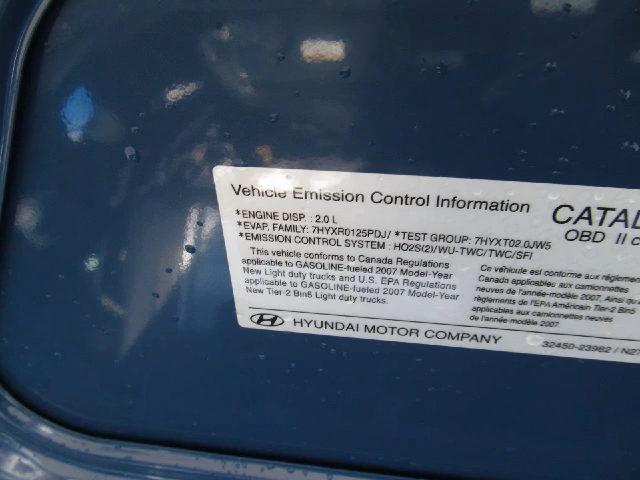 Vehicle Emission Control Information
CATAL
OBD II C
*ENGINE DISP. : 2.0 L
*EVAP. FAMILY: 7HYXR0125PDJ/ *TEST GROUP: 7HYXT02.0JW5
*EMISSION CONTROL SYSTEM : HO2S(2)/WU-TWC/TWC/SFI
This vehicle conforms to Canada Regulations
applicable to GASOLINE-fueled 2007 Model-Year
New Light duty trucks and U.S. EPA Regulations
applicable to GASOLINE-fueled 2007 Model-Year
New Tier-2 Bin5 Light duty trucks.
Ce véhicule est conforme aux règlemen
Canada applicables aux camionnettes
neuves de l'année-modèle 2007. Ainsi qu
règlements de l'EPA Américain Tier-2 Bin5
applicables aux camionnettes neuves
de l'année-modèle 2007.
HYUNDAI MOTOR COMPANY
32450-23982 / N27